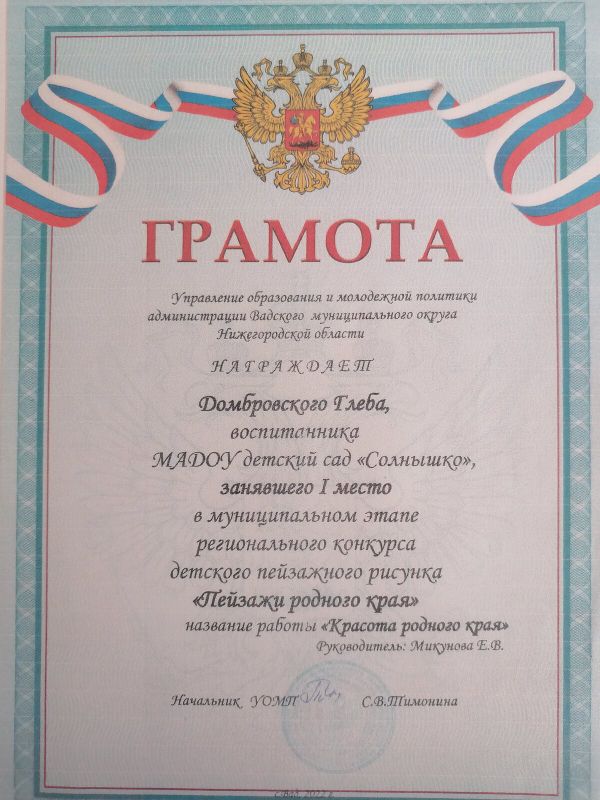 ГРАМОТА
Управление образования и молодежной политики
администрации Вадского муниципального округа
Нижегородской области
НАГРАЖДАЕТ
Домбровского Глеба,
воспитанника
МАДОУ детский сад «Солнышко»,
занявшего I место
в муниципальном этапе
регионального конкурса
детского пейзажного рисунка
«Пейзажи родного края»
название работы «Красота родного края»
Руководитель: Микунова Е.В.
Начальник УОМП С.В.Тимонина
с.Вад, 2022 г.